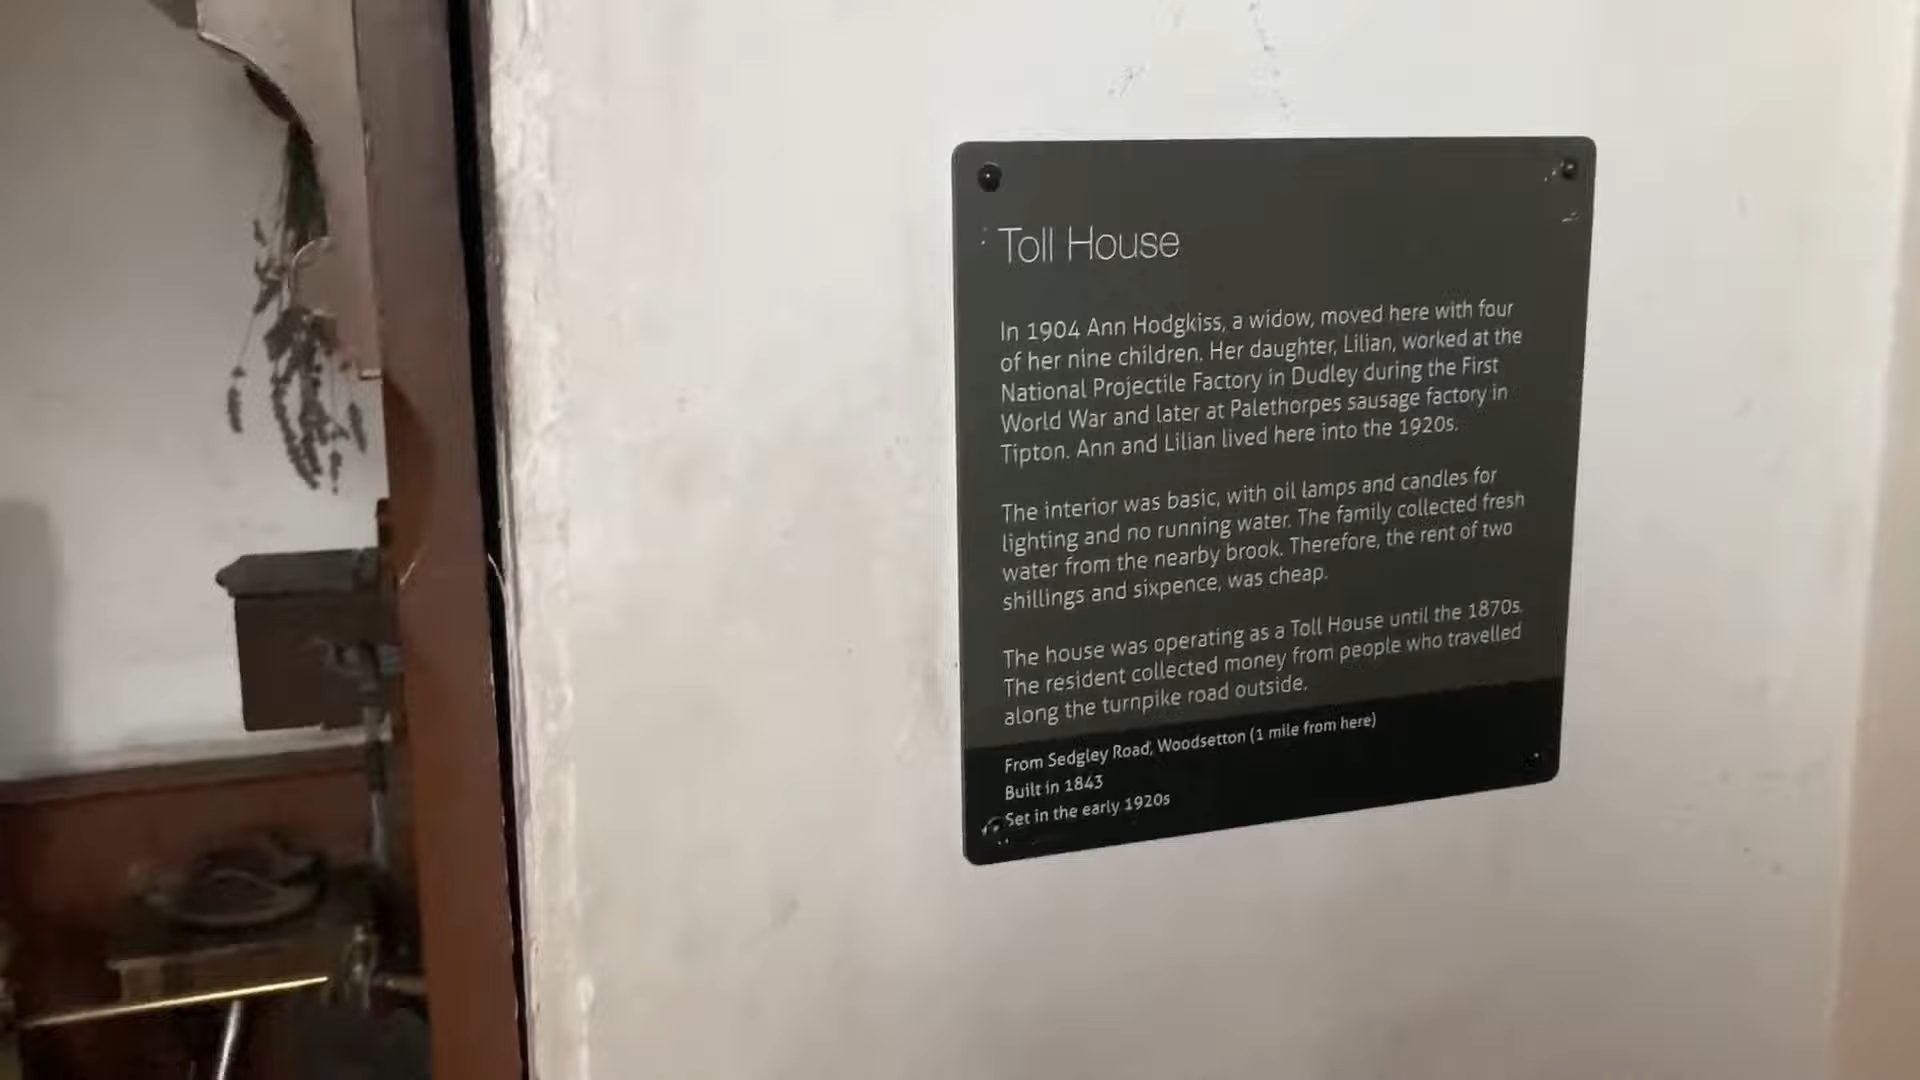 Toll House
In 1904 Ann Hodgkiss, a widow, moved here with four
of her nine children. Her daughter, Lilian, worked at the
National Projectile Factory in Dudley during the First
World War and later at Palethorpes sausage factory in
Tipton. Ann and Lilian lived here into the 1920s.
The interior was basic, with oil lamps and candles for
lighting and no running water. The family collected fresh
water from the nearby brook. Therefore, the rent of two
shillings and sixpence, was cheap.
The house was operating as a Toll House until the 1870s.
The resident collected money from people who travelled
along the turnpike road outside.
From Sedgley Road, Woodsetton (1 mile from here)
Built in 1843
Set in the early 1920s